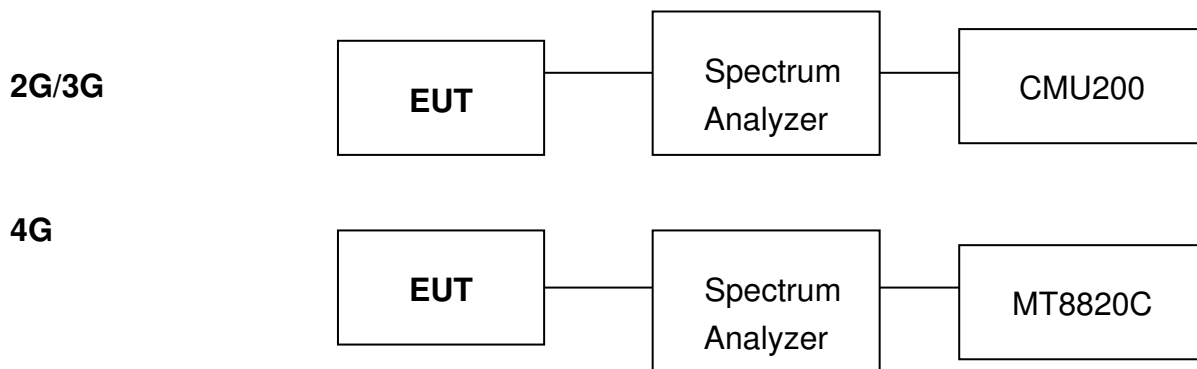 2G/3G
EUT
Spectrum
Analyzer
CMU200
4G
EUT
Spectrum
Analyzer
MT8820C